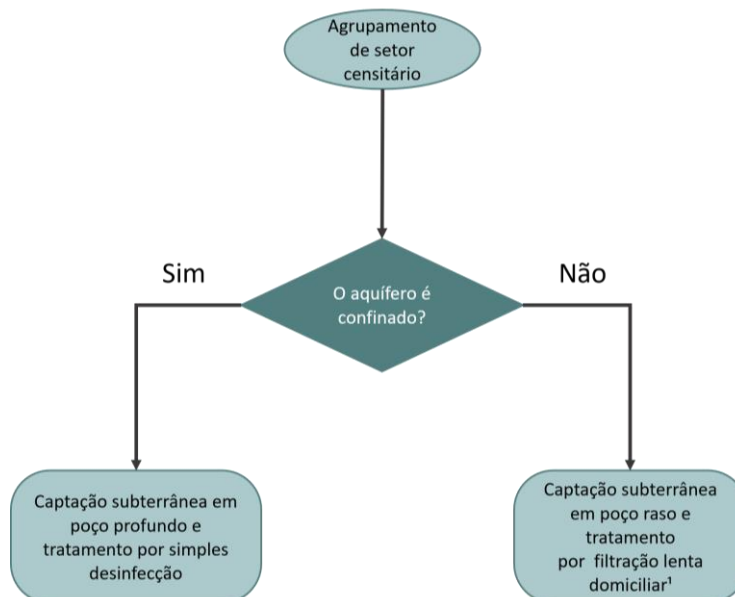 Agrupamento
de setor
censitário
Sim
Não
O aquífero é
confinado?
Captação subterrânea em
poço profundo e
tratamento por simples
desinfecção
Captação subterrânea
em poço raso e
tratamento
por filtração lenta
domiciliar¹